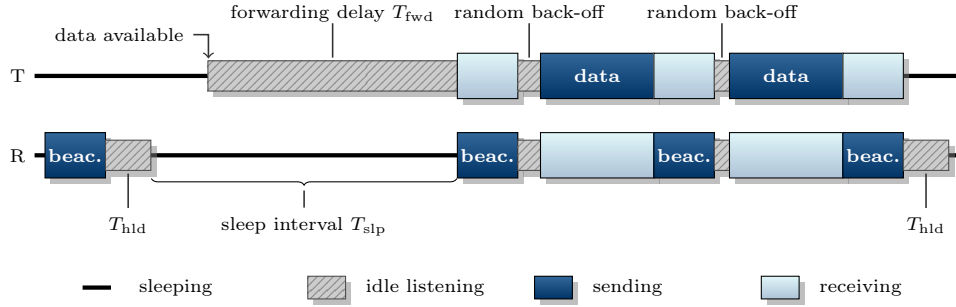 forwarding delay T_fwd
random back-off
random back-off
data available
T
data
data
R
beac.
beac.
beac.
beac.
T_hld
sleep interval T_slp
T_hld
sleeping
idle listening
sending
receiving